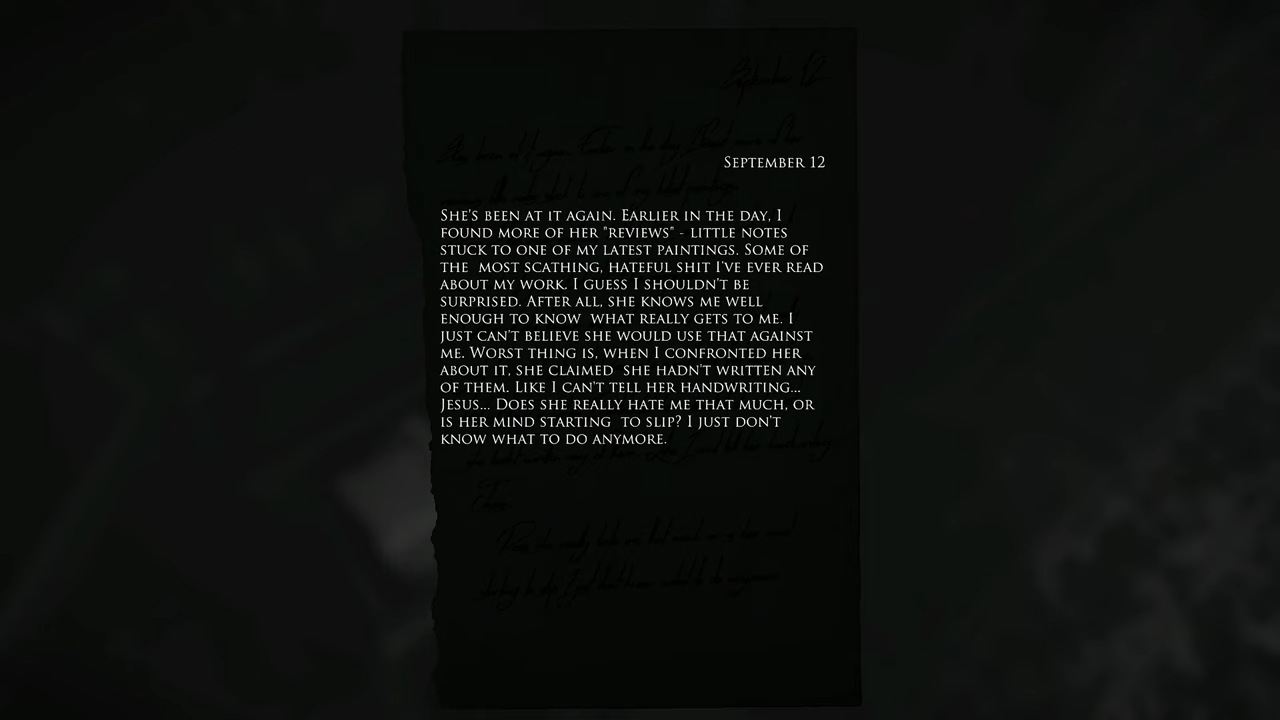 September 12
She's been at it again. Earlier in the day, I
found more of her "reviews" - little notes
stuck to one of my latest paintings. Some of
the  most scathing, hateful shit I've ever read
about my work. I guess I shouldn't be
surprised. After all, she knows me well
enough to know  what really gets to me. I
just can't believe she would use that against
me. Worst thing is, when I confronted her
about it, she claimed  she hadn't written any
of them. Like I can't tell her handwriting...
Jesus... Does she really hate me that much, or
is her mind starting  to slip? I just don't
know what to do anymore.